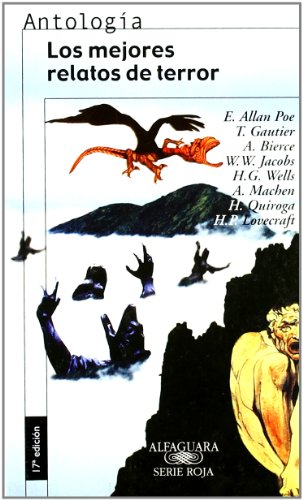 Antología
Los mejores
relatos de terror
E. Allan Poe
T. Gautier
A. Bierce
W.W. Jacobs
H.G. Wells
A. Machen
H. Quiroga
H.P. Lovecraft
17ª edición
ALFAGUARA
SERIE ROJA